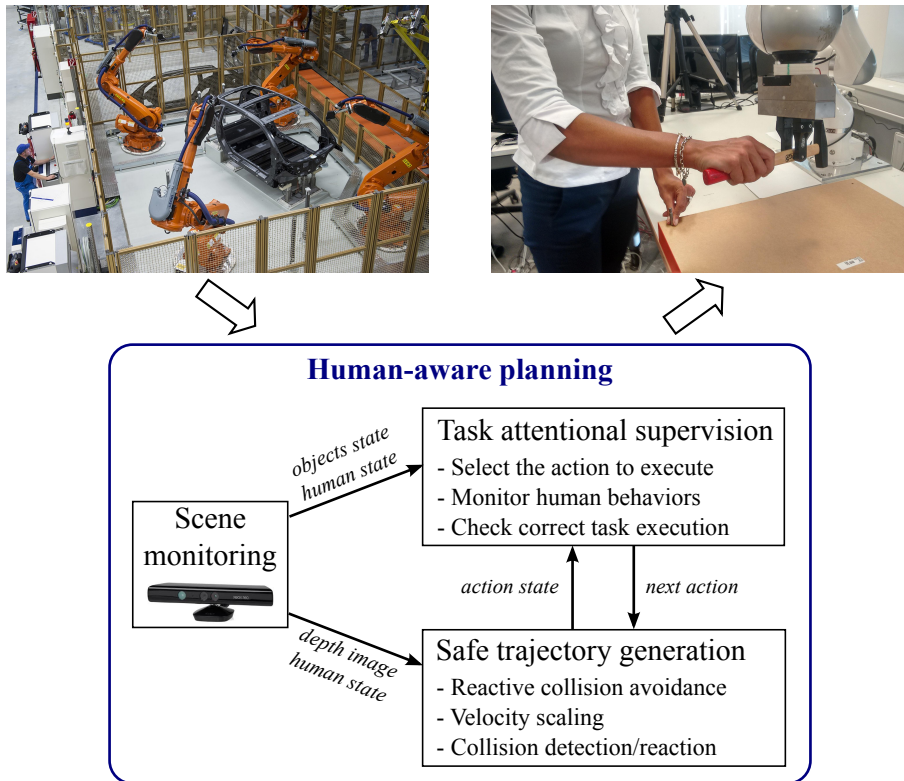 Human-aware planning
objects state
human state
Task attentional supervision
- Select the action to execute
- Monitor human behaviors
- Check correct task execution
Scene
monitoring
action state
next action
depth image
human state
Safe trajectory generation
- Reactive collision avoidance
- Velocity scaling
- Collision detection/reaction